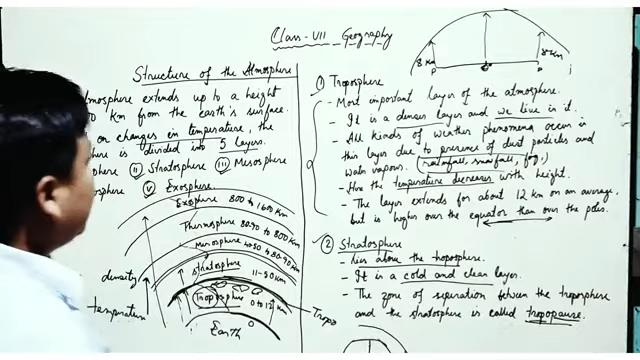 Class-VII Geography
Structure of the Atmosphere
Atmosphere extends up to a height
km from the earth's surface.
on changes in temperature, the
is divided into 5 layers.
(II) Stratosphere (III) Mesosphere
(V) Exosphere
Exosphere 800 to 1600 Km
Thermosphere 80-90 to 800 Km
Mesosphere 40-50 to 80-90 Km
Stratosphere 11-50 Km
Troposphere 0 to 12 Km
Earth
density
temperature
Tropo
8 Km
P
P
1) Troposphere
- Most important layer of the atmosphere.
- It is a denser layer and we live in it.
- All kinds of weather phenomena occur in
this layer due to presence of dust particles and
water vapours. (rainfall, snowfall, fog,)
- Here the temperature decreases with height.
- The layer extends for about 12 km on an average,
but is higher over the equator than over the poles.
2) Stratosphere
- lies above the troposphere.
- It is a cold and clean layer.
- The zone of seperation between the troposphere
and the stratosphere is called tropopause.